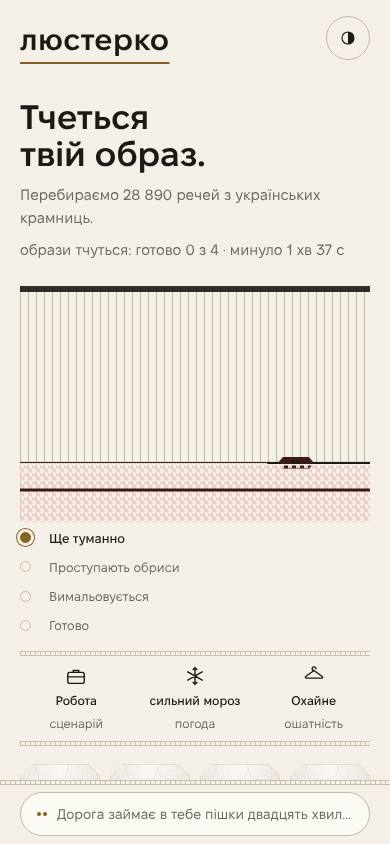 люстерко
Тчеться
твій образ.
Перебираємо 28 890 речей з українських
крамниць.
образи тчуться: готово 0 з 4 · минуло 1 хв 37 с
Ще туманно
Проступають обриси
Вимальовується
Готово
Робота
сильний мороз
Охайне
сценарій
погода
ошатність
Дорога займає в тебе пішки двадцять хвил...